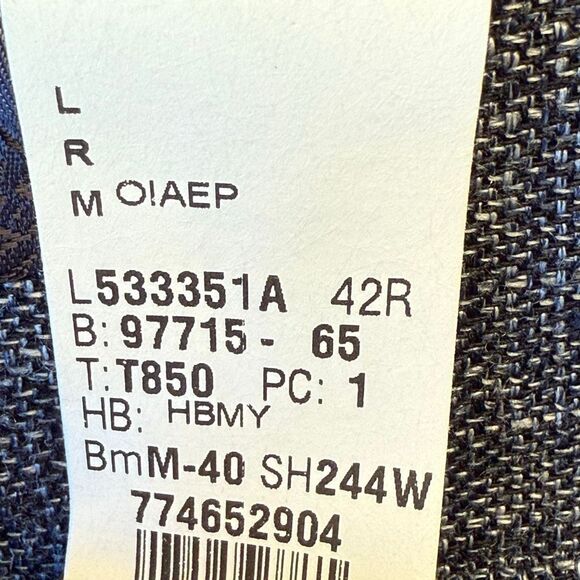 L
R
M O!AEP
L533351A 42R
B: 97715 - 65
T: T850 PC: 1
HB: HBMY
BmM-40 SH244W
774652904